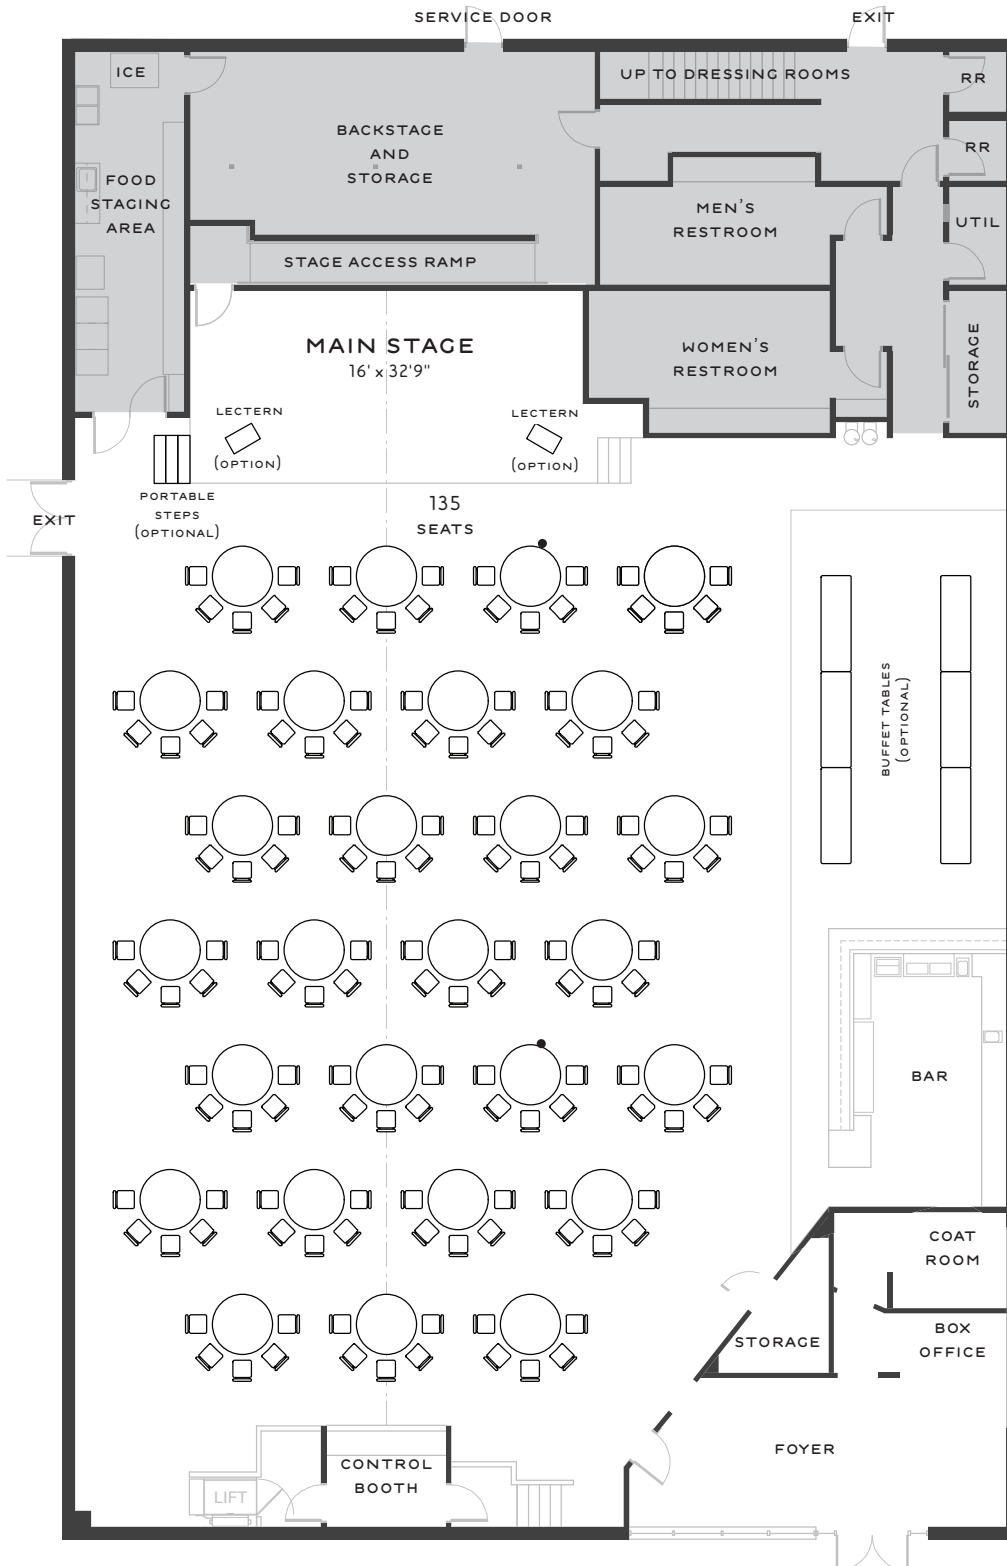 SERVICE DOOR
EXIT
ICE
UP TO DRESSING ROOMS
RR
BACKSTAGE
AND
STORAGE
RR
FOOD
STAGING
AREA
MEN'S
RESTROOM
UTIL
STAGE ACCESS RAMP
MAIN STAGE
16' x 32'9"
WOMEN'S
RESTROOM
STORAGE
LECTERN
(OPTION)
LECTERN
(OPTION)
PORTABLE
STEPS
(OPTIONAL)
EXIT
135
SEATS
BUFFET TABLES
(OPTIONAL)
BAR
COAT
ROOM
STORAGE
BOX
OFFICE
FOYER
CONTROL
BOOTH
LIFT